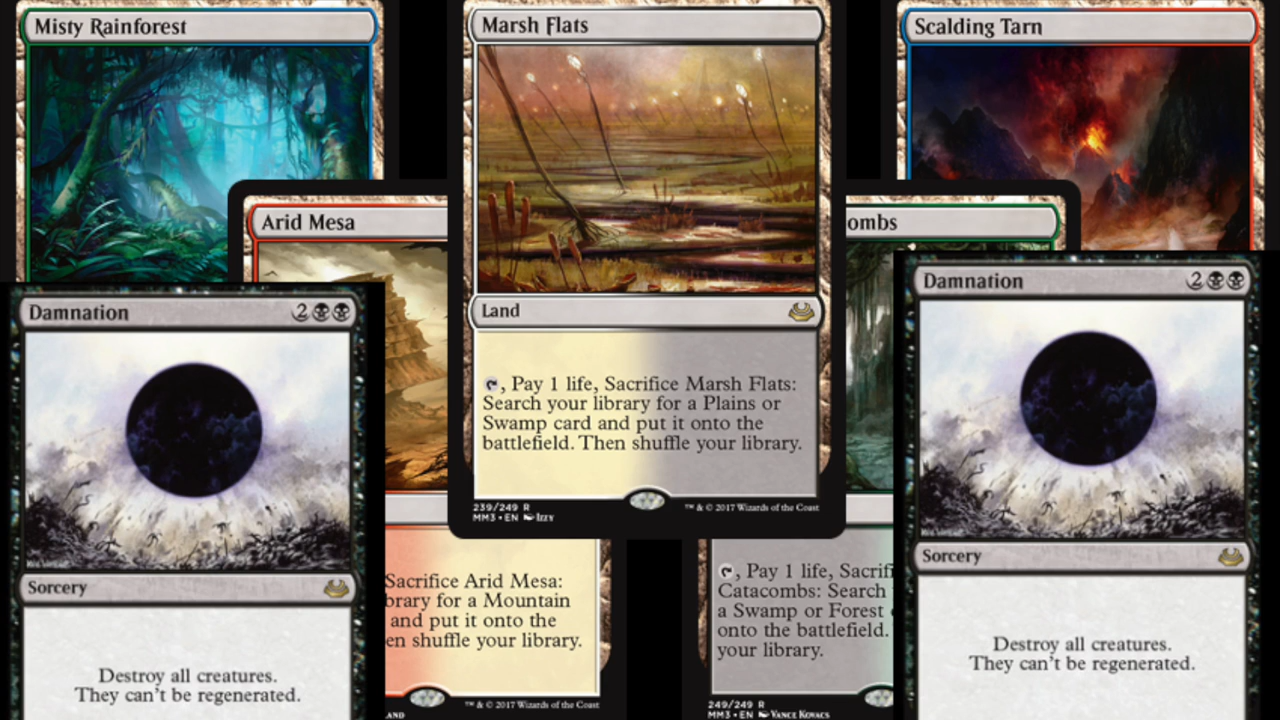 Misty Rainforest
Marsh Flats
Scalding Tarn
Arid Mesa
ombs
Damnation 2
Damnation 2
Land
, Pay 1 life, Sacrifice Marsh Flats:
Search your library for a Plains or
Swamp card and put it onto the
battlefield. Then shuffle your library.
239/249 R
MM3 • EN Izzy
™ & © 2017 Wizards of the Coast
Sorcery
Destroy all creatures.
They can't be regenerated.
Sacrifice Arid Mesa:
brary for a Mountain
and put it onto the
en shuffle your library.
AND
™ & © 2017 Wizards of the Coast
, Pay 1 life, Sacrifi
Catacombs: Search
a Swamp or Forest
onto the battlefield.
your library.
249/249 R
MM3 • EN Vance Kovacs
Sorcery
Destroy all creatures.
They can't be regenerated.